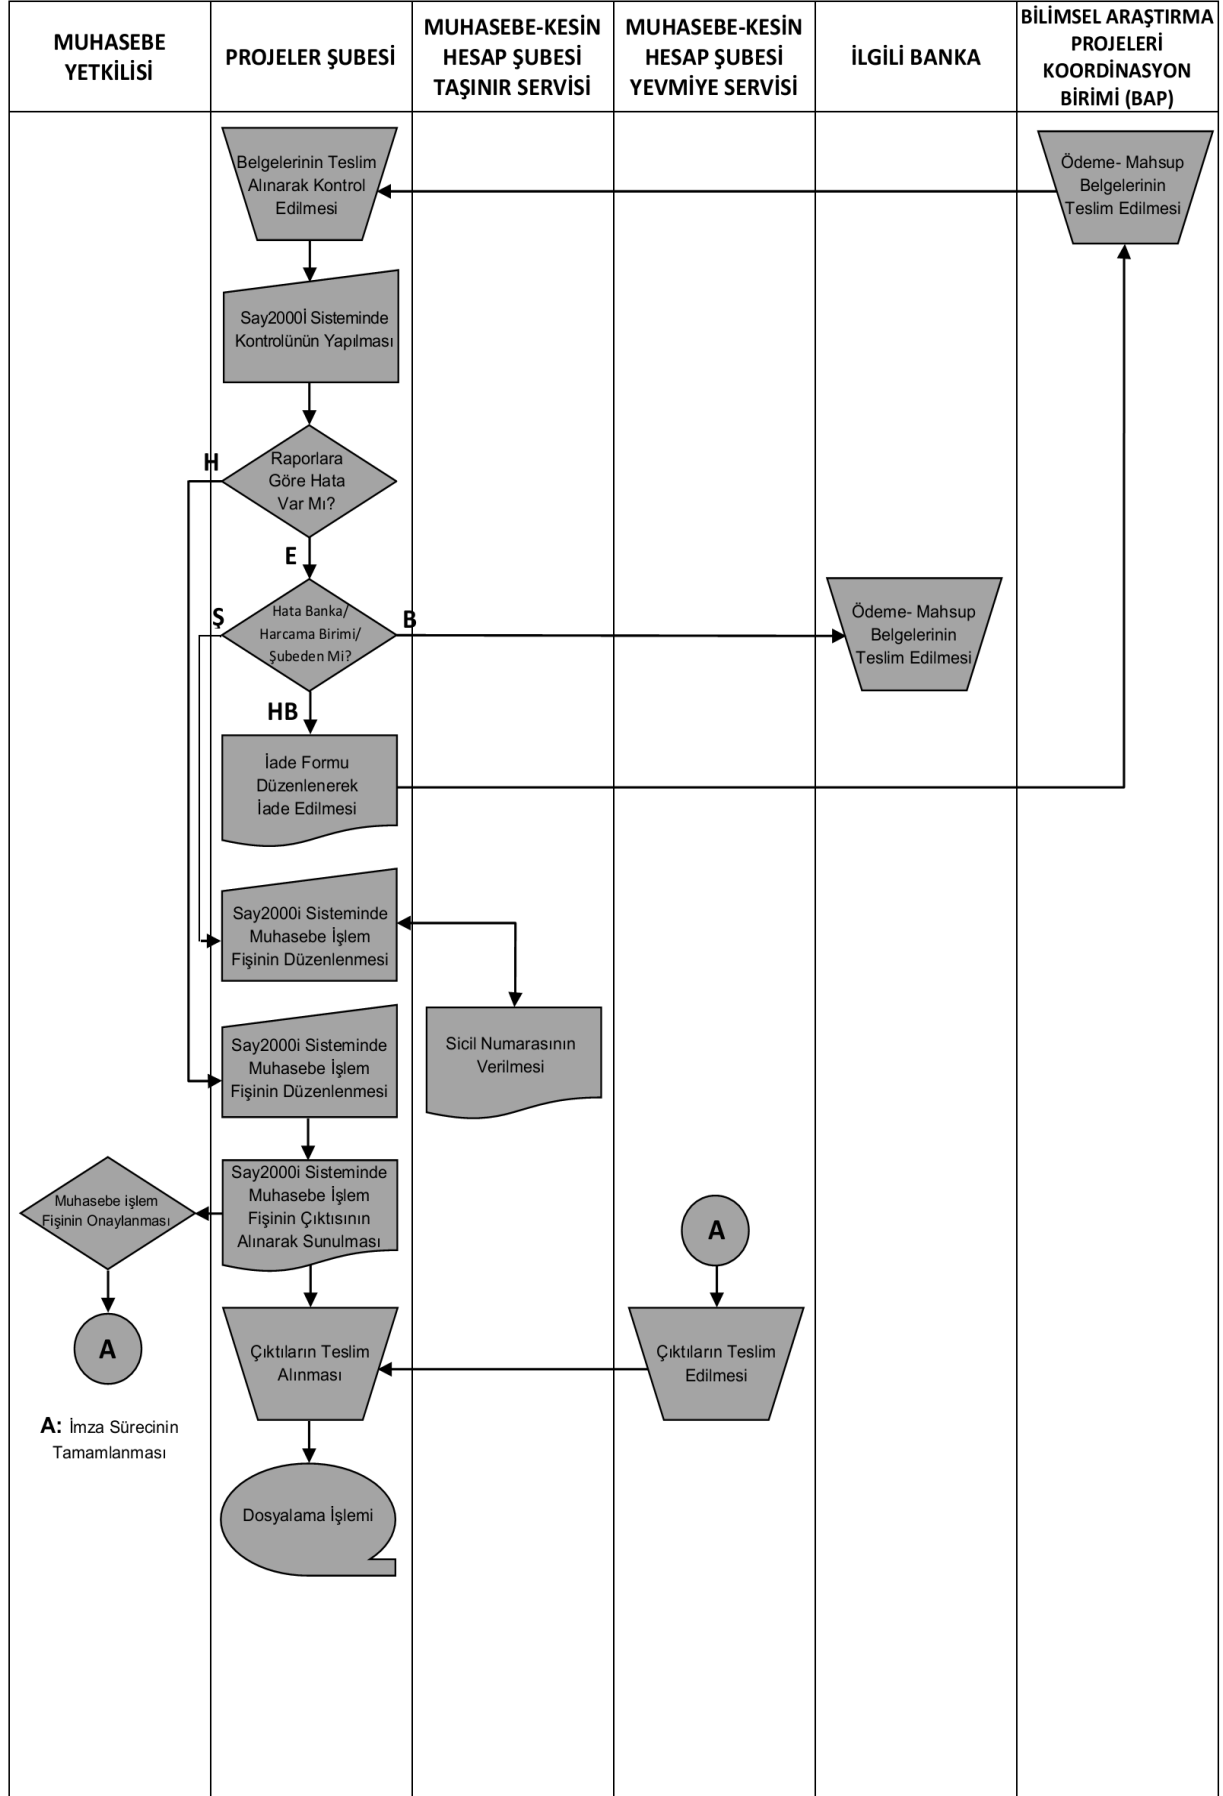 MUHASEBE
YETKİLİSİ
PROJELER ŞUBESİ
MUHASEBE-KESİN
HESAP ŞUBESİ
TAŞINIR SERVİSİ
MUHASEBE-KESİN
HESAP ŞUBESİ
YEVMİYE SERVİSİ
İLGİLİ BANKA
BİLİMSEL ARAŞTIRMA
PROJELERİ
KOORDİNASYON
BİRİMİ (BAP)
Belgelerinin Teslim
Alınarak Kontrol
Edilmesi
Ödeme- Mahsup
Belgelerinin
Teslim Edilmesi
Say2000İ Sisteminde
Kontrolünün Yapılması
H
Raporlara
Göre Hata
Var Mı?
E
Ş
Hata Banka/
Harcama Birimi/
Şubeden Mi?
B
Ödeme- Mahsup
Belgelerinin
Teslim Edilmesi
HB
İade Formu
Düzenlenerek
İade Edilmesi
Say2000i Sisteminde
Muhasebe İşlem
Fişinin Düzenlenmesi
Say2000i Sisteminde
Muhasebe İşlem
Fişinin Düzenlenmesi
Sicil Numarasının
Verilmesi
Muhasebe işlem
Fişinin Onaylanması
Say2000i Sisteminde
Muhasebe İşlem
Fişinin Çıktısının
Alınarak Sunulması
A
A
Çıktıların Teslim
Alınması
Çıktıların Teslim
Edilmesi
A: İmza Sürecinin
Tamamlanması
Dosyalama İşlemi